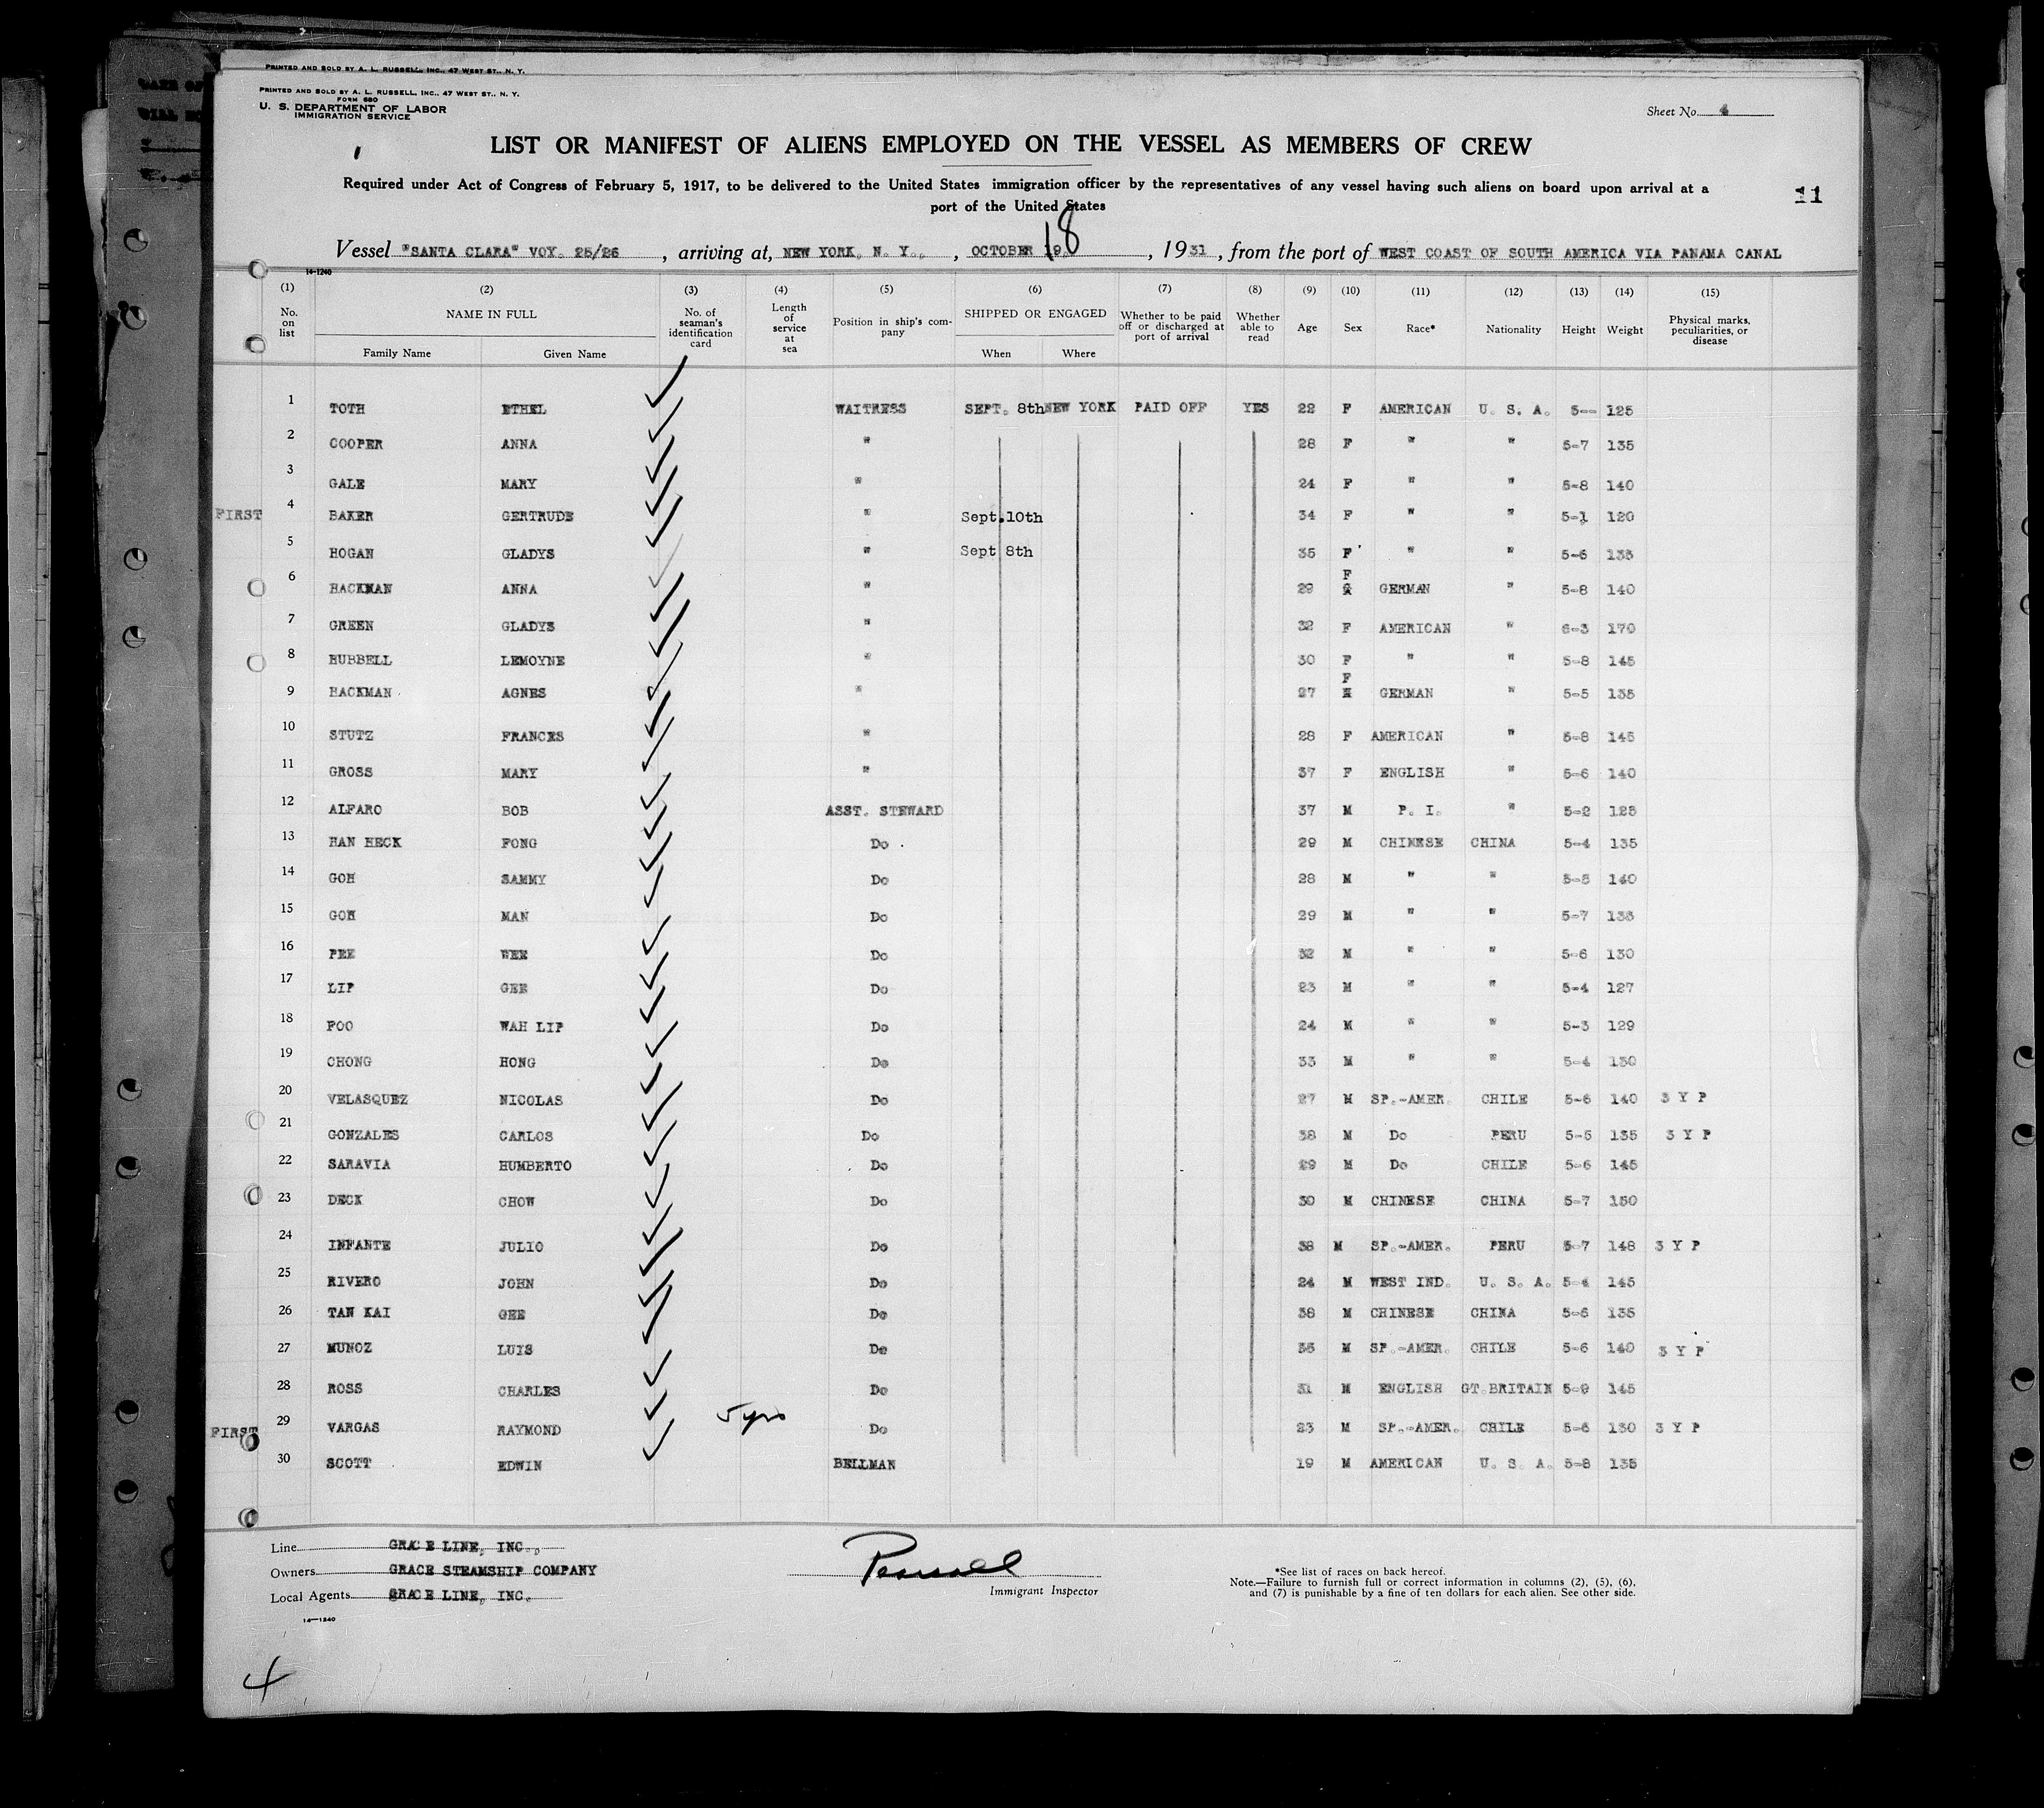 PRINTED AND SOLD BY A. L. RUSSELL, INC., 47 WEST ST., N. Y.
PRINTED AND SOLD BY A. L. RUSSELL, INC., 47 WEST ST., N. Y.
FORM 680
U. S. DEPARTMENT OF LABOR
IMMIGRATION SERVICE
Sheet No. 4
LIST OR MANIFEST OF ALIENS EMPLOYED ON THE VESSEL AS MEMBERS OF CREW
Required under Act of Congress of February 5, 1917, to be delivered to the United States immigration officer by the representatives of any vessel having such aliens on board upon arrival at a
port of the United States
11
18
Vessel "SANTA CLARA" VOY. 25/26 , arriving at, NEW YORK, N. Y., , OCTOBER 19, , 1931, from the port of WEST COAST OF SOUTH AMERICA VIA PANAMA CANAL
14-1240
(1) (2) (3) (4) (5) (6) (7) (8) (9) (10) (11) (12) (13) (14) (15)
No. on list NAME IN FULL Family Name Given Name No. of seaman's identification card Length of service at sea Position in ship's company SHIPPED OR ENGAGED When Where Whether to be paid off or discharged at port of arrival Whether able to read Age Sex Race* Nationality Height Weight Physical marks, peculiarities, or disease
1 TOTH ETHEL WAITRESS SEPT. 8th NEW YORK PAID OFF YES 22 F AMERICAN U. S. A. 5-- 125
2 COOPER ANNA " 28 F " " 5-7 135
3 GALE MARY " 24 F " " 5-8 140
FIRST 4 BAKER GERTRUDE " Sept.10th 34 F " " 5-1 120
5 HOGAN GLADYS " Sept 8th 35 F " " 5-6 135
6 HACKMAN ANNA " 29 F GERMAN " 5-8 140
7 GREEN GLADYS " 32 F AMERICAN " 6-3 170
8 HUBBELL LEMOYNE " 30 F " " 5-8 145
9 HACKMAN AGNES " 27 F GERMAN " 5-5 135
10 STUTZ FRANCES " 28 F AMERICAN " 5-8 145
11 GROSS MARY " 37 F ENGLISH " 5-6 140
12 ALFARO BOB ASST. STEWARD 37 M P. I. " 5-2 125
13 HAN HECK FONG Do 29 M CHINESE CHINA 5-4 135
14 GOH SAMMY Do 28 M " " 5-5 140
15 GOH MAN Do 29 M " " 5-7 135
16 PEE WEE Do 32 M " " 5-6 130
17 LIP GEE Do 23 M " " 5-4 127
18 FOO WAH LIP Do 24 M " " 5-3 129
19 CHONG HONG Do 33 M " " 5-4 130
20 VELASQUEZ NICOLAS Do 27 M SP.-AMER. CHILE 5-6 140 3 Y P
21 GONZALES CARLOS Do 38 M Do PERU 5-5 135 3 Y P
22 SARAVIA HUMBERTO Do 29 M Do CHILE 5-6 145
23 DECK CHOW Do 30 M CHINESE CHINA 5-7 150
24 INFANTE JULIO Do 38 M SP.-AMER. PERU 5-7 148 3 Y P
25 RIVERO JOHN Do 24 M WEST IND. U. S. A. 5-4 145
26 TAN KAI GEE Do 38 M CHINESE CHINA 5-6 135
27 MUNOZ LUIS Do 35 M SP.-AMER. CHILE 5-6 140 3 Y P
28 ROSS CHARLES Do 31 M ENGLISH GT.BRITAIN 5-9 145
FIRST 29 VARGAS RAYMOND 5 yrs Do 23 M SP.-AMER. CHILE 5-6 130 3 Y P
30 SCOTT EDWIN BELLMAN 19 M AMERICAN U. S. A. 5-8 135
Line GRACE LINE, INC.,
Owners GRACE STEAMSHIP COMPANY
Local Agents GRACE LINE, INC.
14-1240
Immigrant Inspector
*See list of races on back hereof.
Note.—Failure to furnish full or correct information in columns (2), (5), (6),
and (7) is punishable by a fine of ten dollars for each alien. See other side.
4